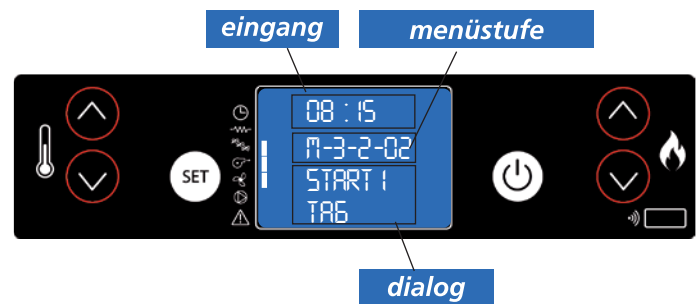 eingang
menüstufe
08 : 15
M-3-2-02
SET
START 1
TAG
dialog